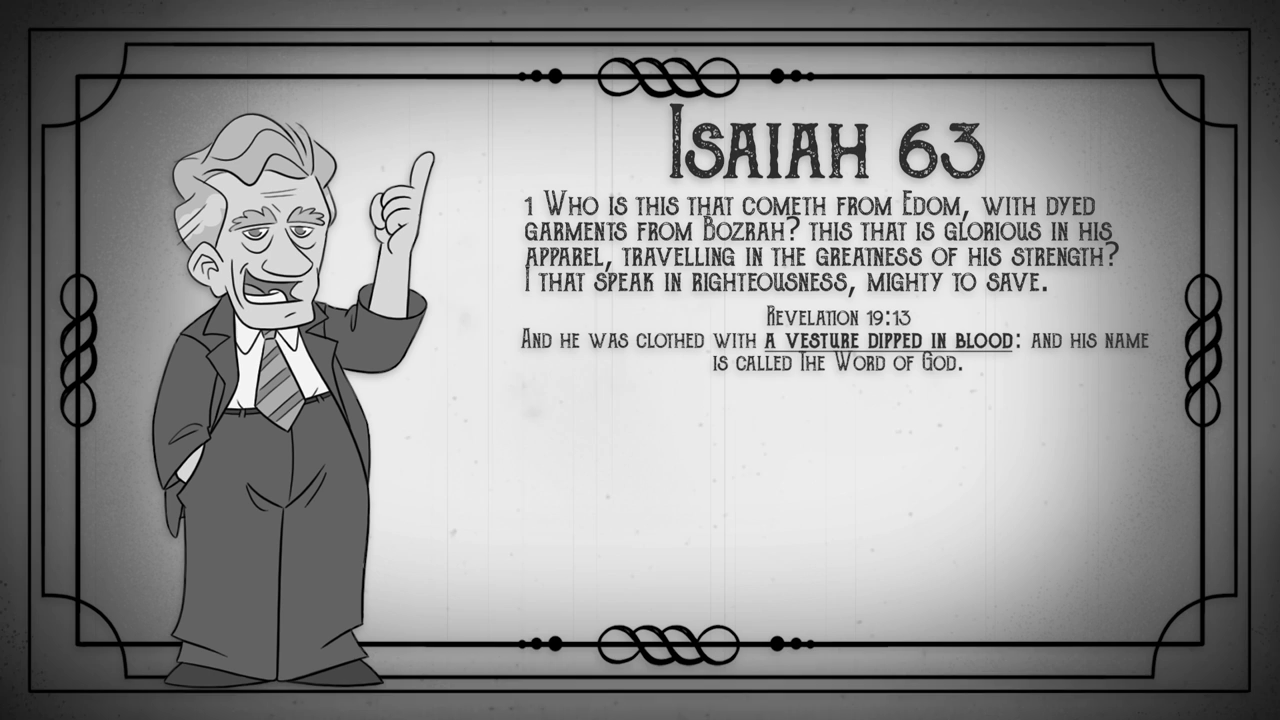 Isaiah 63
1 Who is this that cometh from Edom, with dyed
garments from Bozrah? this that is glorious in his
apparel, travelling in the greatness of his strength?
I that speak in righteousness, mighty to save.
Revelation 19:13
And he was clothed with a vesture dipped in blood: and his name
is called The Word of God.